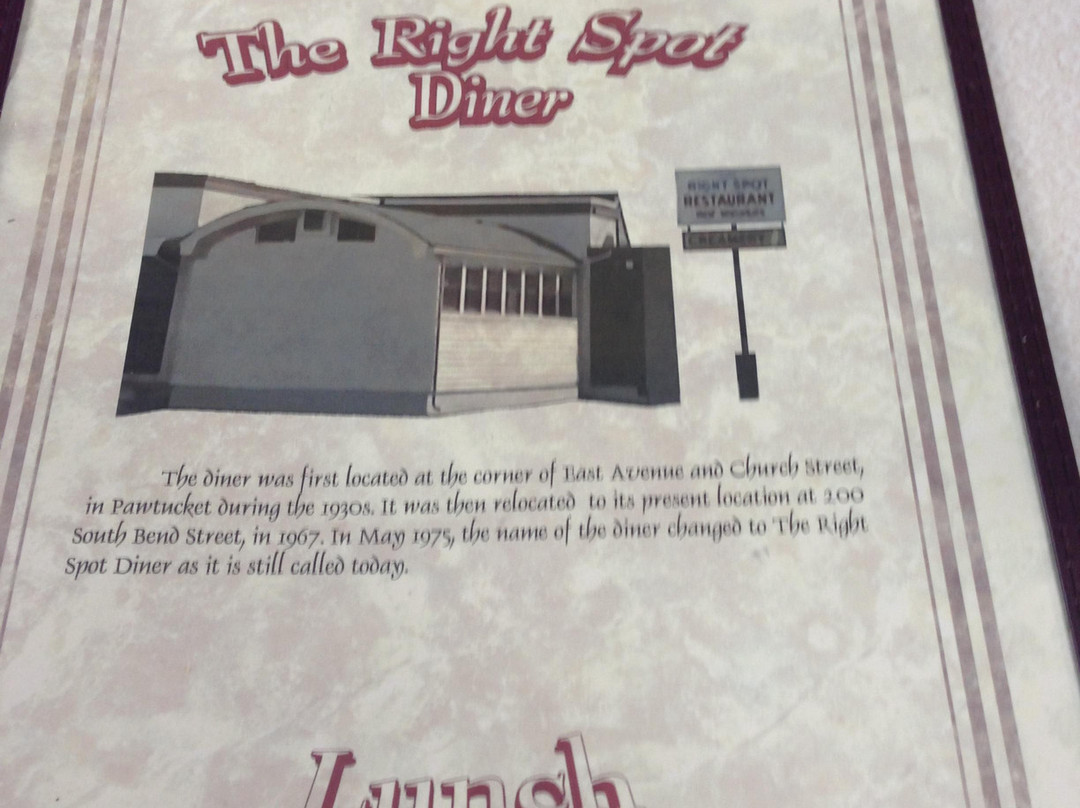 The Right Spot
Diner
RIGHT SPOT
RESTAURANT
The diner was first located at the corner of East Avenue and Church Street,
in Pawtucket during the 1930s. It was then relocated to its present location at 200
South Bend Street, in 1967. In May 1975, the name of the diner changed to The Right
Spot Diner as it is still called today.
Lunch